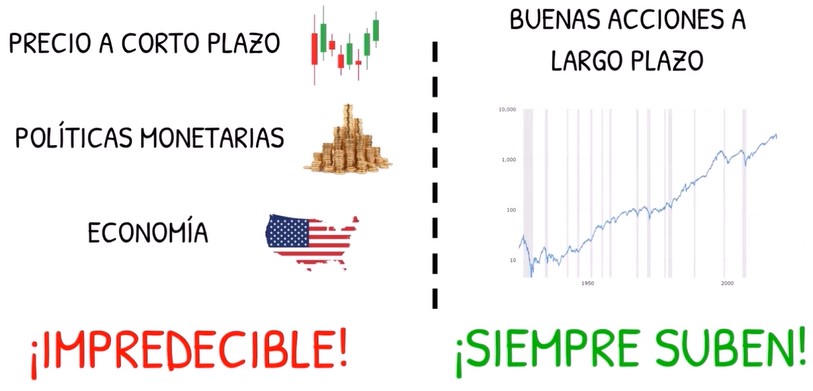 PRECIO A CORTO PLAZO
POLÍTICAS MONETARIAS
ECONOMÍA
¡IMPREDECIBLE!
BUENAS ACCIONES A
LARGO PLAZO
10,000
1,000
100
10
1950
2000
¡SIEMPRE SUBEN!